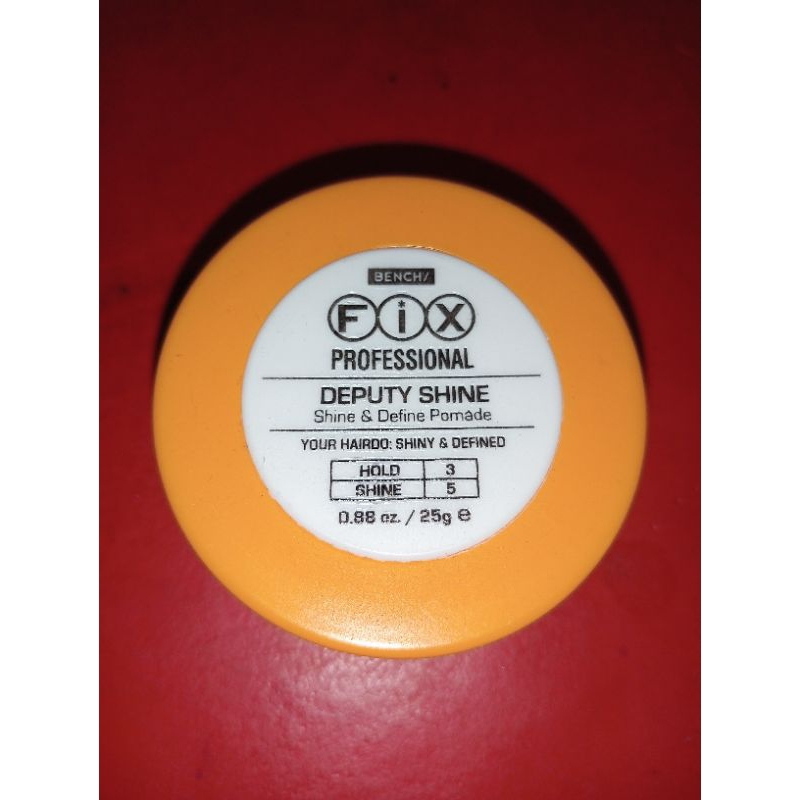 BENCH/
FiX
PROFESSIONAL
DEPUTY SHINE
Shine & Define Pomade
YOUR HAIRDO: SHINY & DEFINED
HOLD 3
SHINE 5
0.88 oz. / 25g ℮